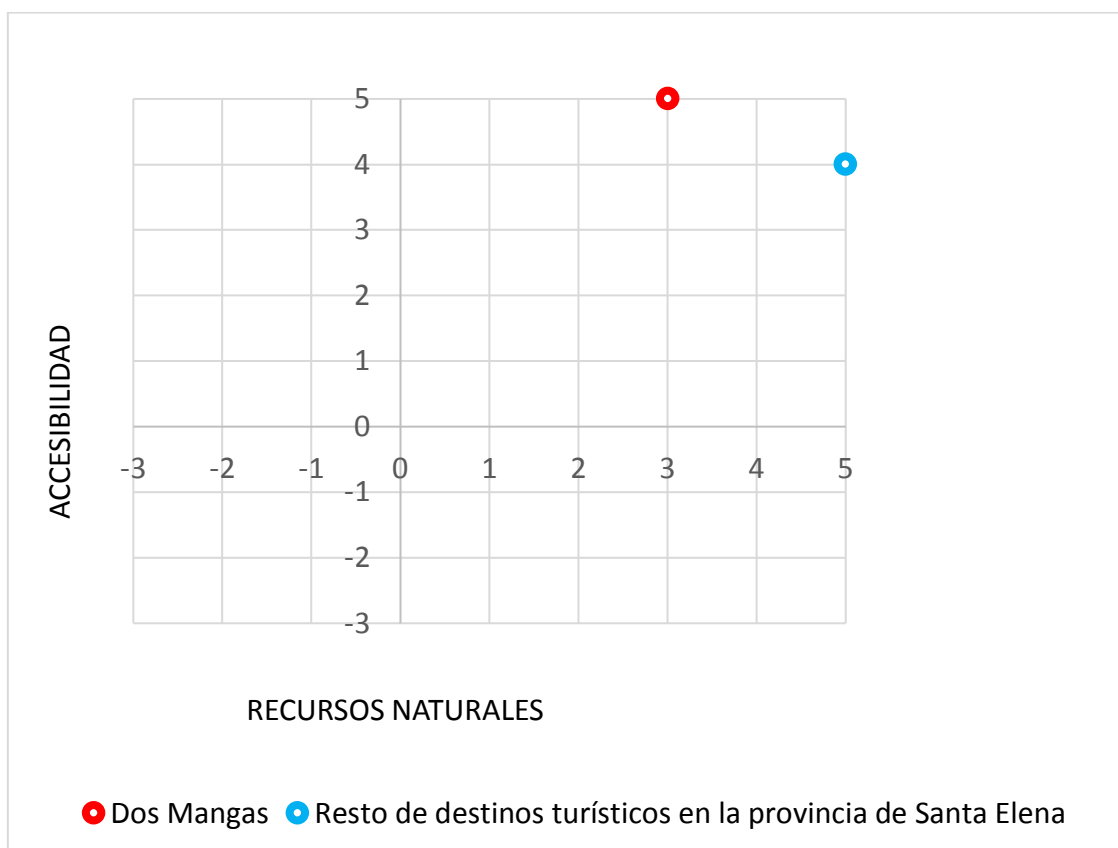 5
4
3
2
1
0
-3 -2 -1 0 1 2 3 4 5
-1
-2
-3
ACCESIBILIDAD
RECURSOS NATURALES
Dos Mangas Resto de destinos turísticos en la provincia de Santa Elena